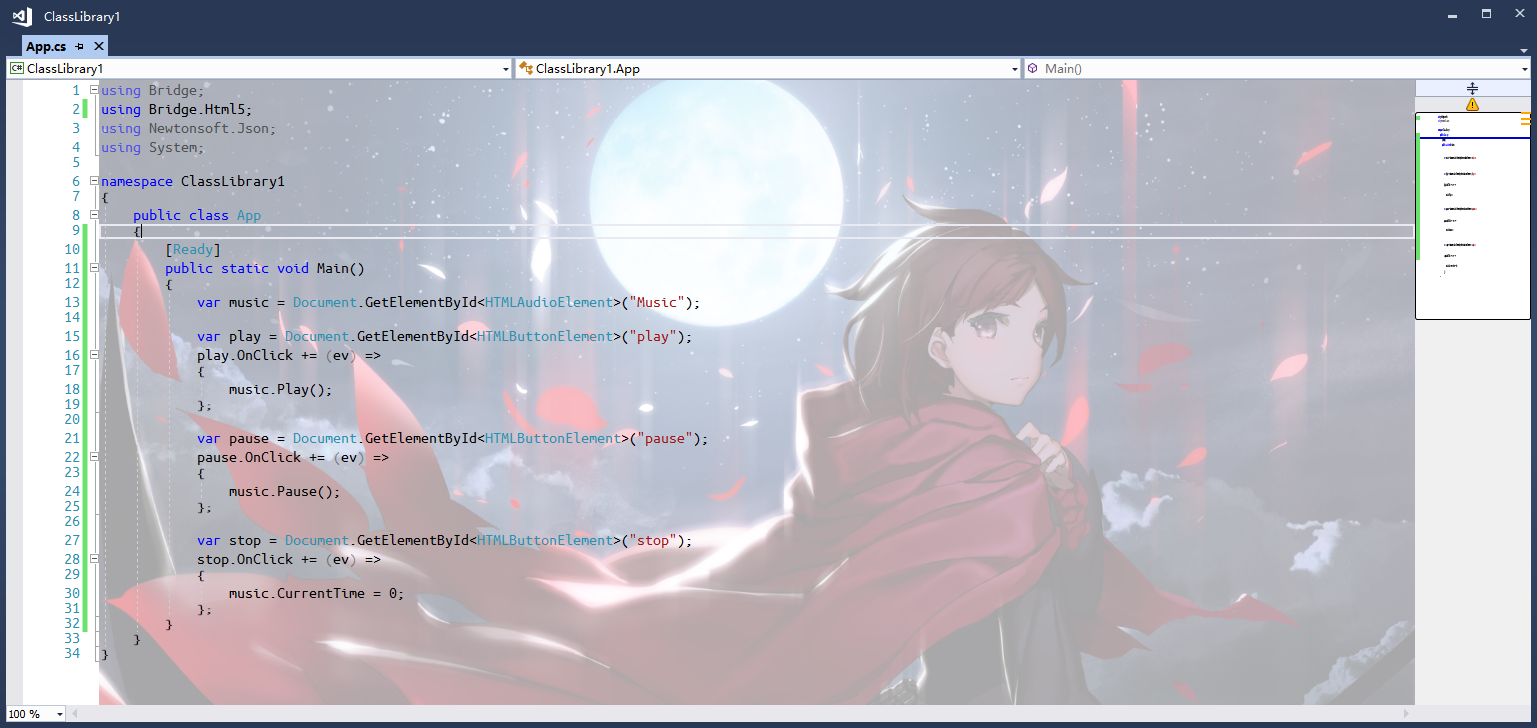 ClassLibrary1
App.cs
ClassLibrary1 ClassLibrary1.App Main()
1 using Bridge;
2 using Bridge.Html5;
3 using Newtonsoft.Json;
4 using System;
5
6 namespace ClassLibrary1
7 {
8 public class App
9 {
10 [Ready]
11 public static void Main()
12 {
13 var music = Document.GetElementById<HTMLAudioElement>("Music");
14
15 var play = Document.GetElementById<HTMLButtonElement>("play");
16 play.OnClick += (ev) =>
17 {
18 music.Play();
19 };
20
21 var pause = Document.GetElementById<HTMLButtonElement>("pause");
22 pause.OnClick += (ev) =>
23 {
24 music.Pause();
25 };
26
27 var stop = Document.GetElementById<HTMLButtonElement>("stop");
28 stop.OnClick += (ev) =>
29 {
30 music.CurrentTime = 0;
31 };
32 }
33 }
34 }
100 %